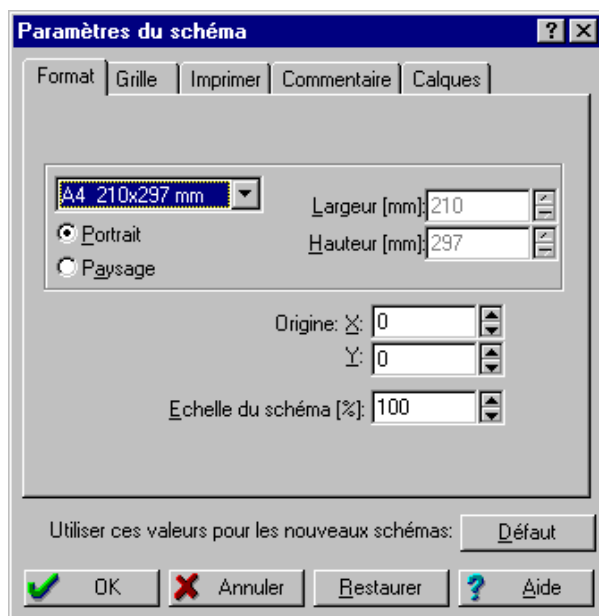 Paramètres du schéma
Format Grille Imprimer Commentaire Calques
A4 210x297 mm
Largeur [mm]: 210
Portrait
Hauteur [mm]: 297
Paysage
Origine: X: 0
Y: 0
Echelle du schéma [%]: 100
Utiliser ces valeurs pour les nouveaux schémas: Défaut
OK Annuler Restaurer ? Aide